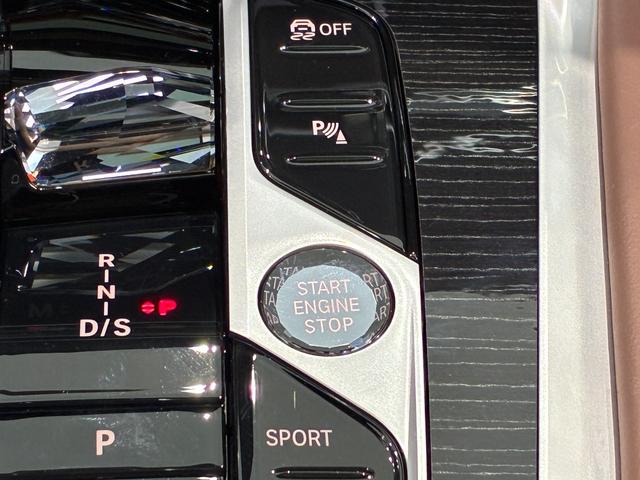 OFF
P
R
N
D/S
P
START
ENGINE
STOP
P
SPORT